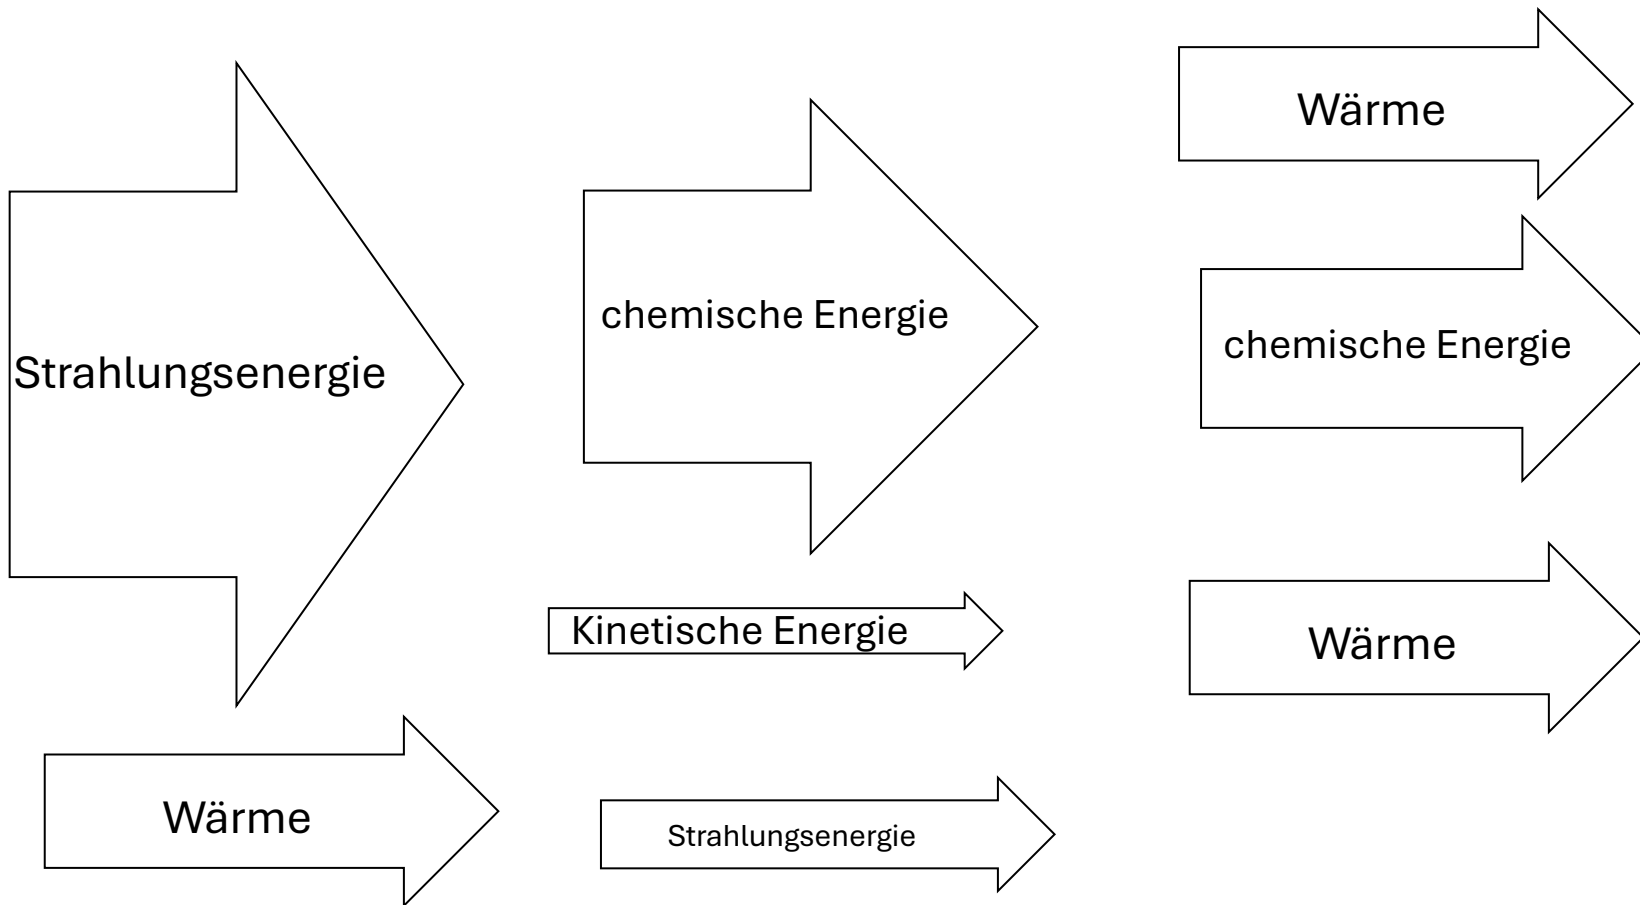 Wärme
Strahlungsenergie
chemische Energie
chemische Energie
Kinetische Energie
Wärme
Wärme
Strahlungsenergie